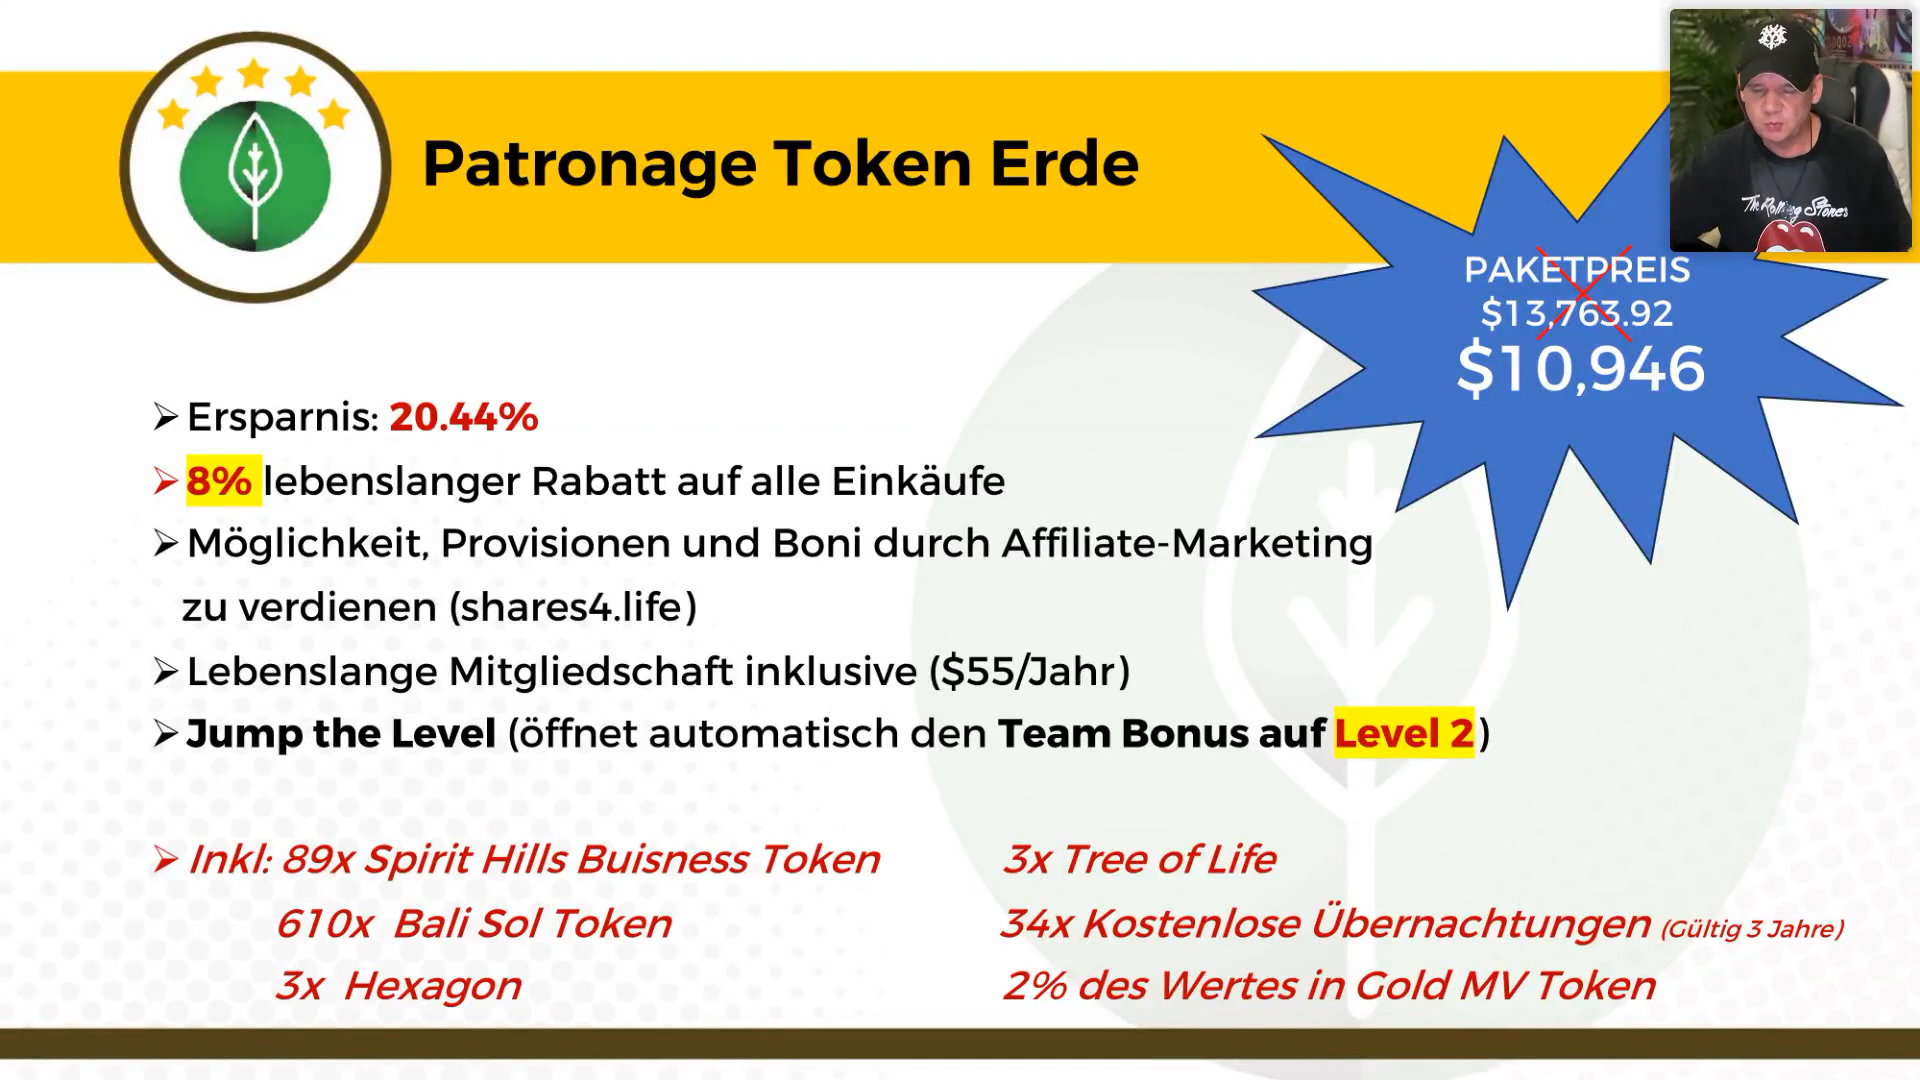 Patronage Token Erde
The Rolling Stones
PAKETPREIS
$13,763.92
$10,946
Ersparnis: 20.44%
8% lebenslanger Rabatt auf alle Einkäufe
Möglichkeit, Provisionen und Boni durch Affiliate-Marketing
zu verdienen (shares4.life)
Lebenslange Mitgliedschaft inklusive ($55/Jahr)
Jump the Level (öffnet automatisch den Team Bonus auf Level 2)
Inkl: 89x Spirit Hills Buisness Token
610x Bali Sol Token
3x Hexagon
3x Tree of Life
34x Kostenlose Übernachtungen (Gültig 3 Jahre)
2% des Wertes in Gold MV Token